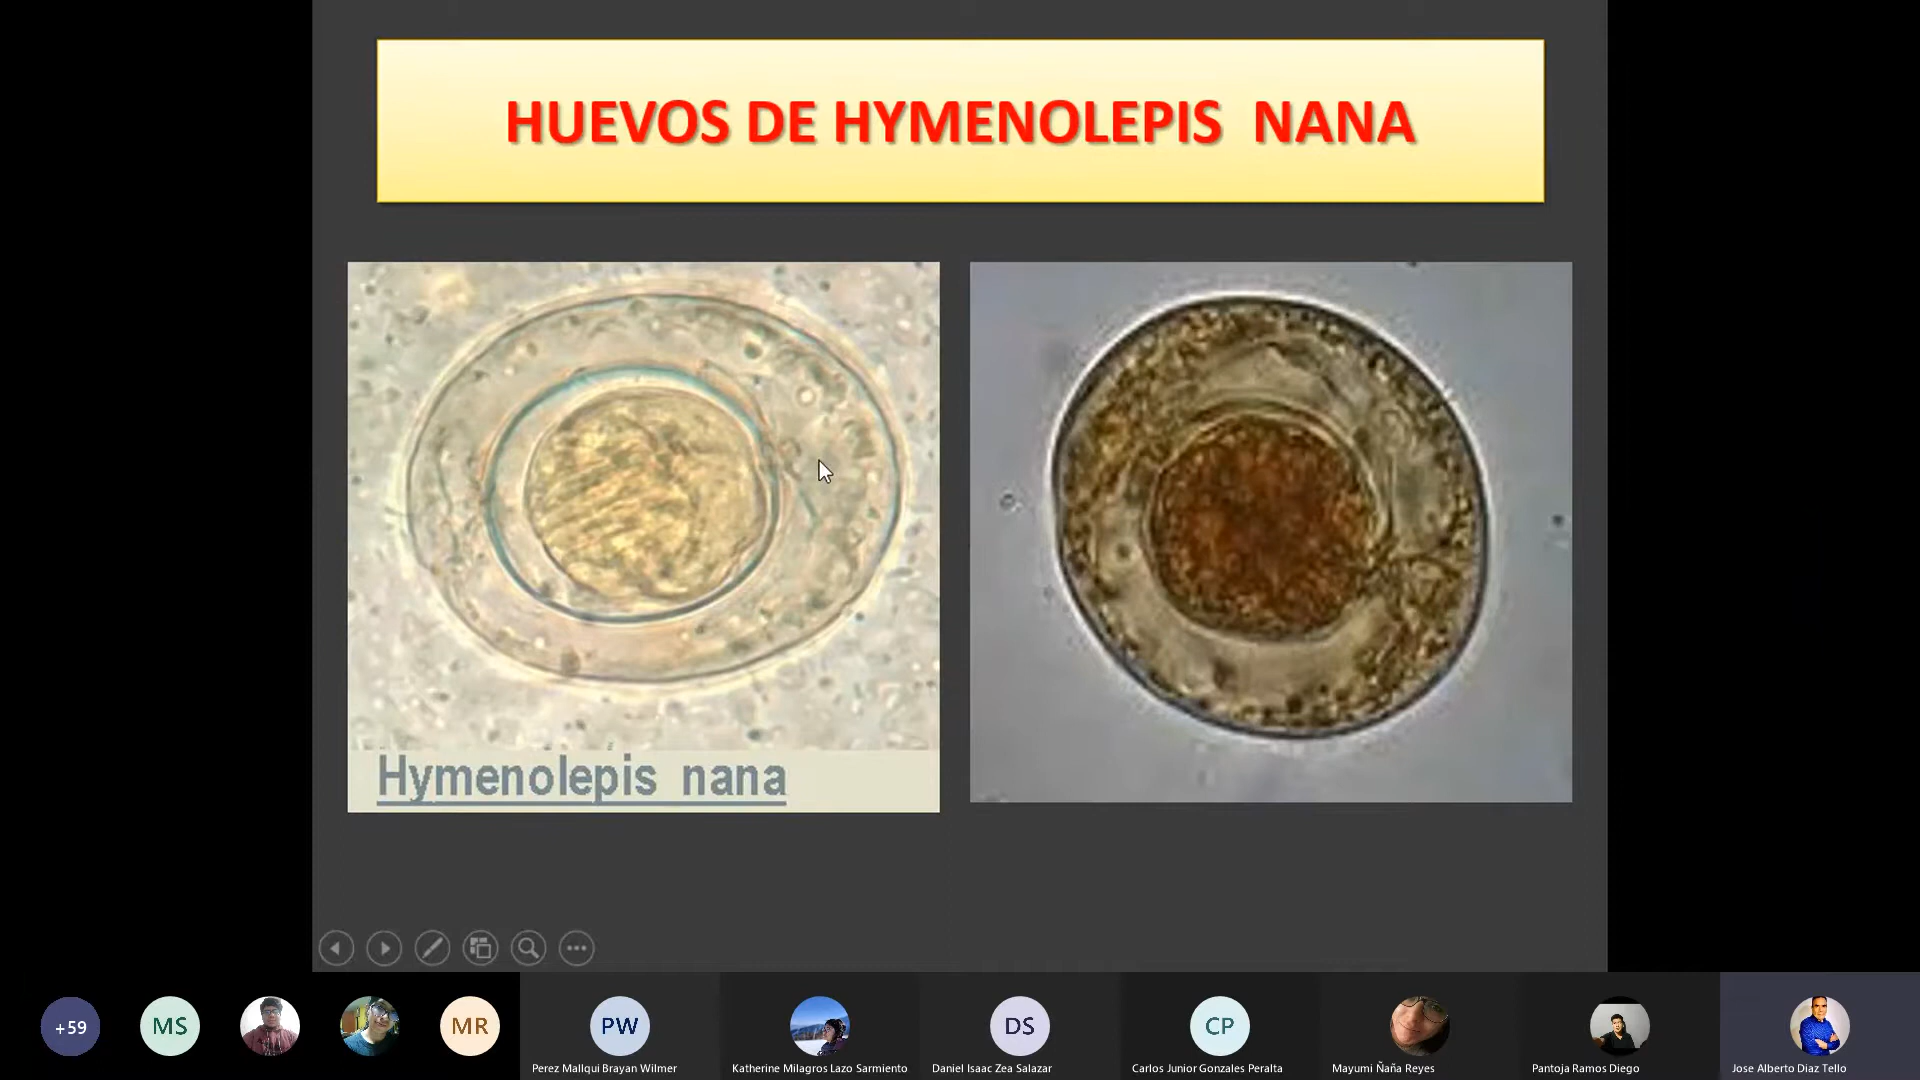 HUEVOS DE HYMENOLEPIS NANA
Hymenolepis nana
+59
MS
MR
PW
DS
CP
Perez Mallqui Brayan Wilmer
Katherine Milagros Lazo Sarmiento
Daniel Isaac Zea Salazar
Carlos Junior Gonzales Peralta
Mayumi Ñaña Reyes
Pantoja Ramos Diego
Jose Alberto Diaz Tello